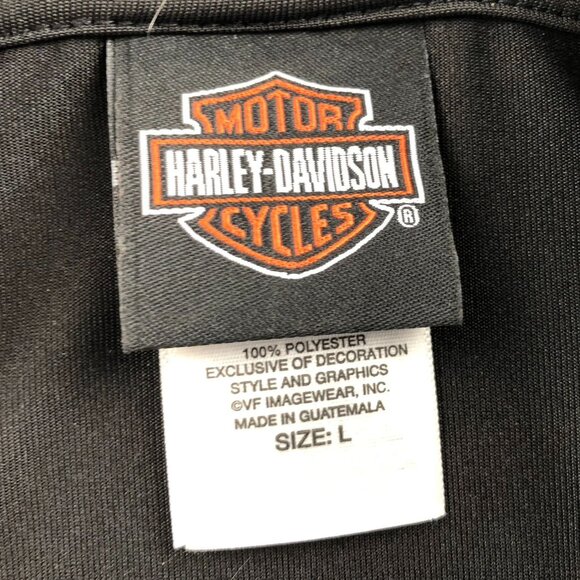 MOTOR
HARLEY-DAVIDSON
CYCLES
®
100% POLYESTER
EXCLUSIVE OF DECORATION
STYLE AND GRAPHICS
©VF IMAGEWEAR, INC.
MADE IN GUATEMALA
SIZE: L